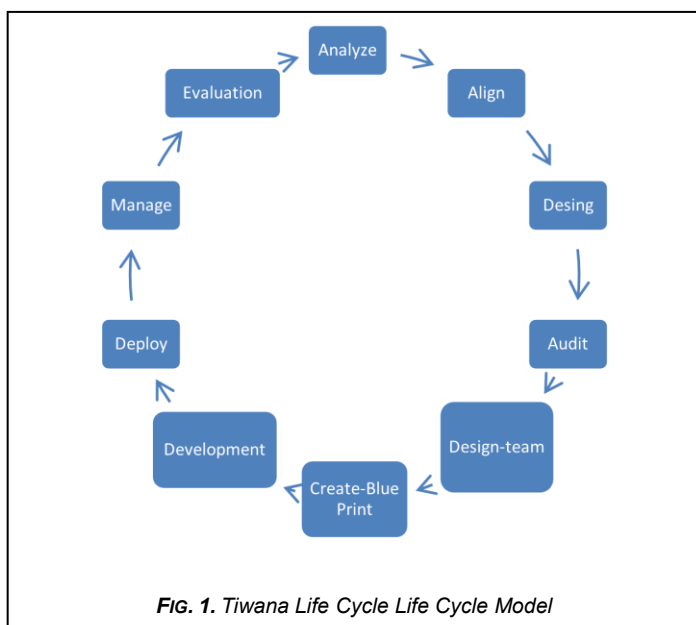 Analyze
Align
Desing
Audit
Design-team
Create-Blue
Print
Development
Deploy
Manage
Evaluation
FIG. 1. Tiwana Life Cycle Life Cycle Model